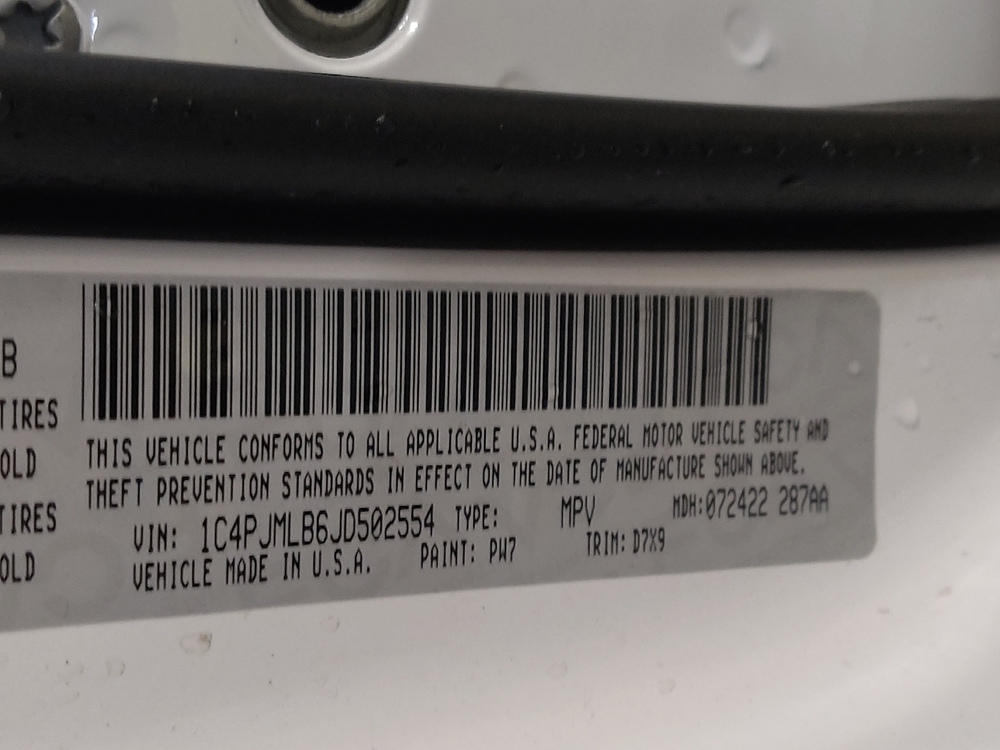 B
TIRES
OLD
TIRES
OLD
THIS VEHICLE CONFORMS TO ALL APPLICABLE U.S.A. FEDERAL MOTOR VEHICLE SAFETY AND
THEFT PREVENTION STANDARDS IN EFFECT ON THE DATE OF MANUFACTURE SHOWN ABOVE.
VIN: 1C4PJMLB6JD502554 TYPE: MPV MDH:072422 287AA
VEHICLE MADE IN U.S.A. PAINT: PW7 TRIM: D7X9